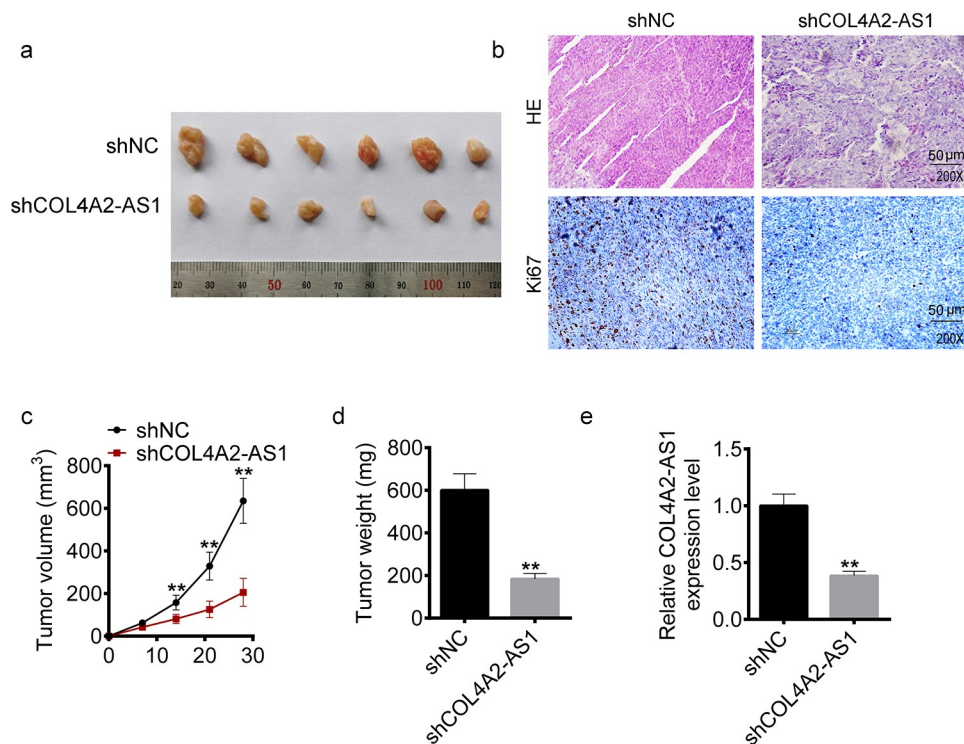 a
shNC
shCOL4A2-AS1
20 30 40 50 60 70 80 90 100 110 120
b
shNC shCOL4A2-AS1
HE
50 μm
200X
Ki67
50 μm
200X
c
shNC
shCOL4A2-AS1
Tumor volume (mm³)
800
600
400
200
0
0 10 20 30
**
**
**
d
Tumor weight (mg)
800
600
400
200
0
**
shNC
shCOL4A2-AS1
e
Relative COL4A2-AS1
expression level
1.5
1.0
0.5
0.0
**
shNC
shCOL4A2-AS1